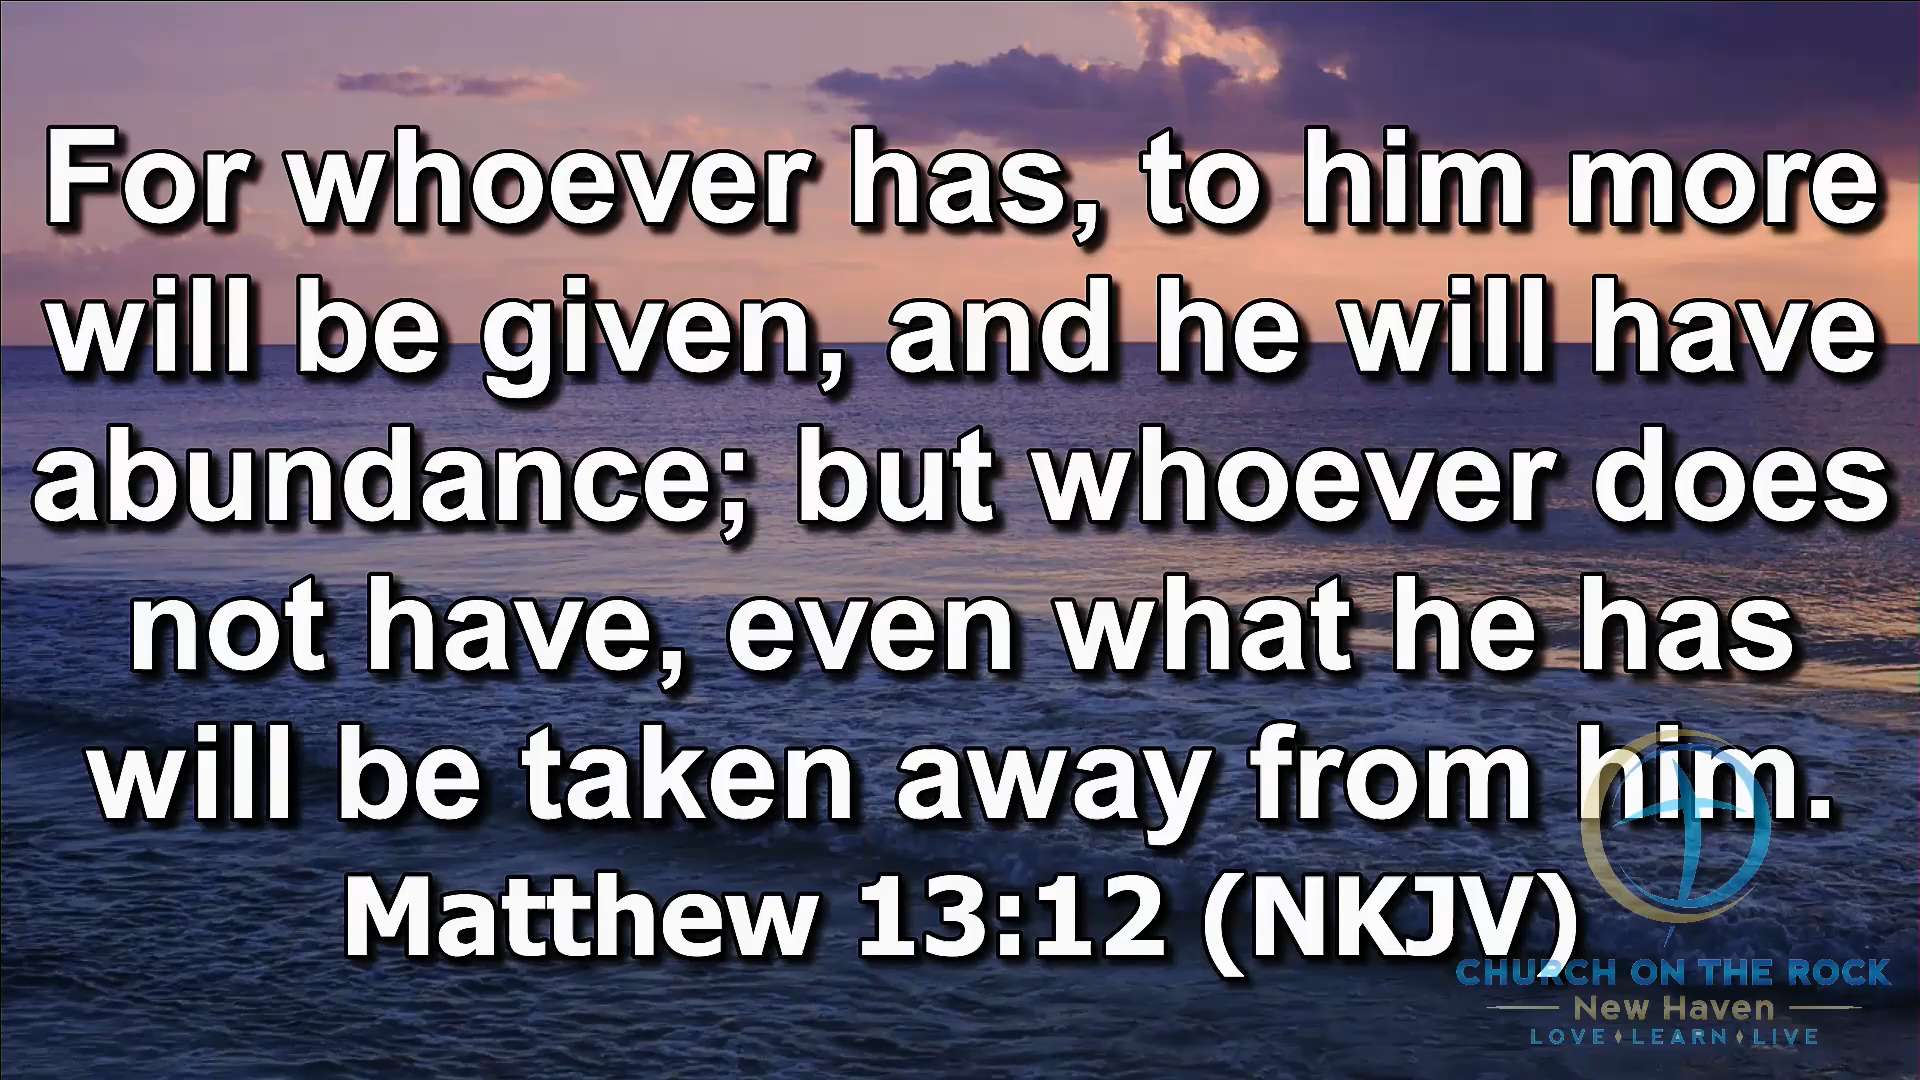 For whoever has, to him more
will be given, and he will have
abundance; but whoever does
not have, even what he has
will be taken away from him.
Matthew 13:12 (NKJV)
CHURCH ON THE ROCK
New Haven
LOVE LEARN LIVE